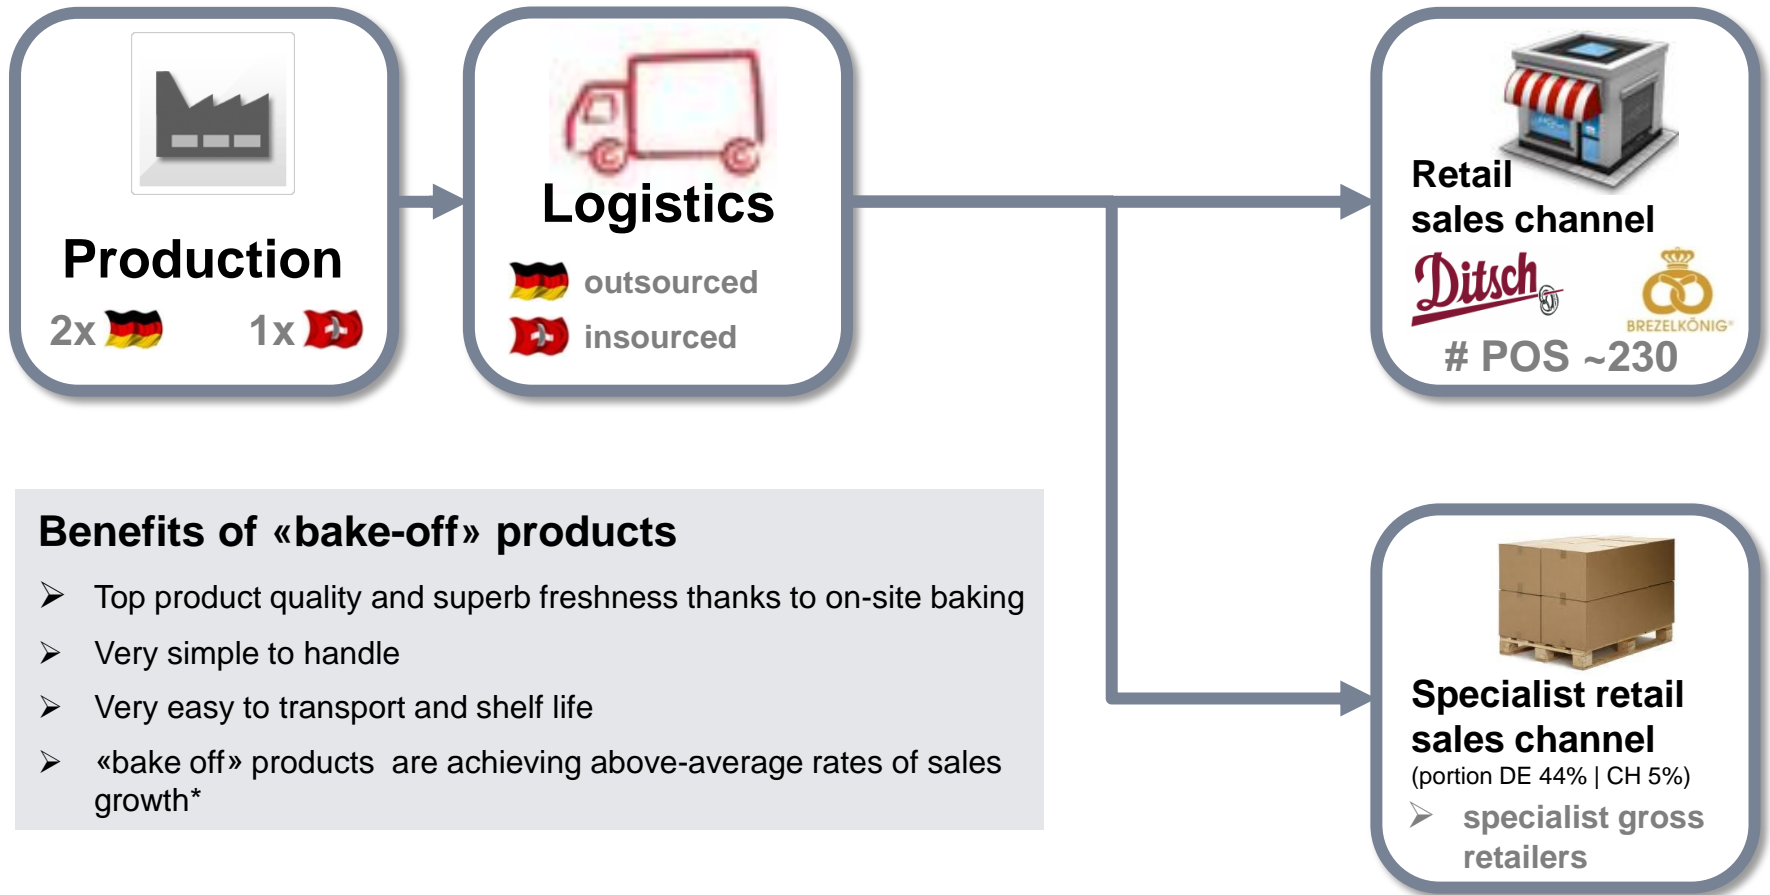 Production
2x
1x
Logistics
outsourced
insourced
Retail
sales channel
Ditsch
BREZELKÖNIG®
# POS ~230
Benefits of «bake-off» products
➢ Top product quality and superb freshness thanks to on-site baking
➢ Very simple to handle
➢ Very easy to transport and shelf life
➢ «bake off» products  are achieving above-average rates of sales
growth*
Specialist retail
sales channel
(portion DE 44% | CH 5%)
➢ specialist gross
retailers